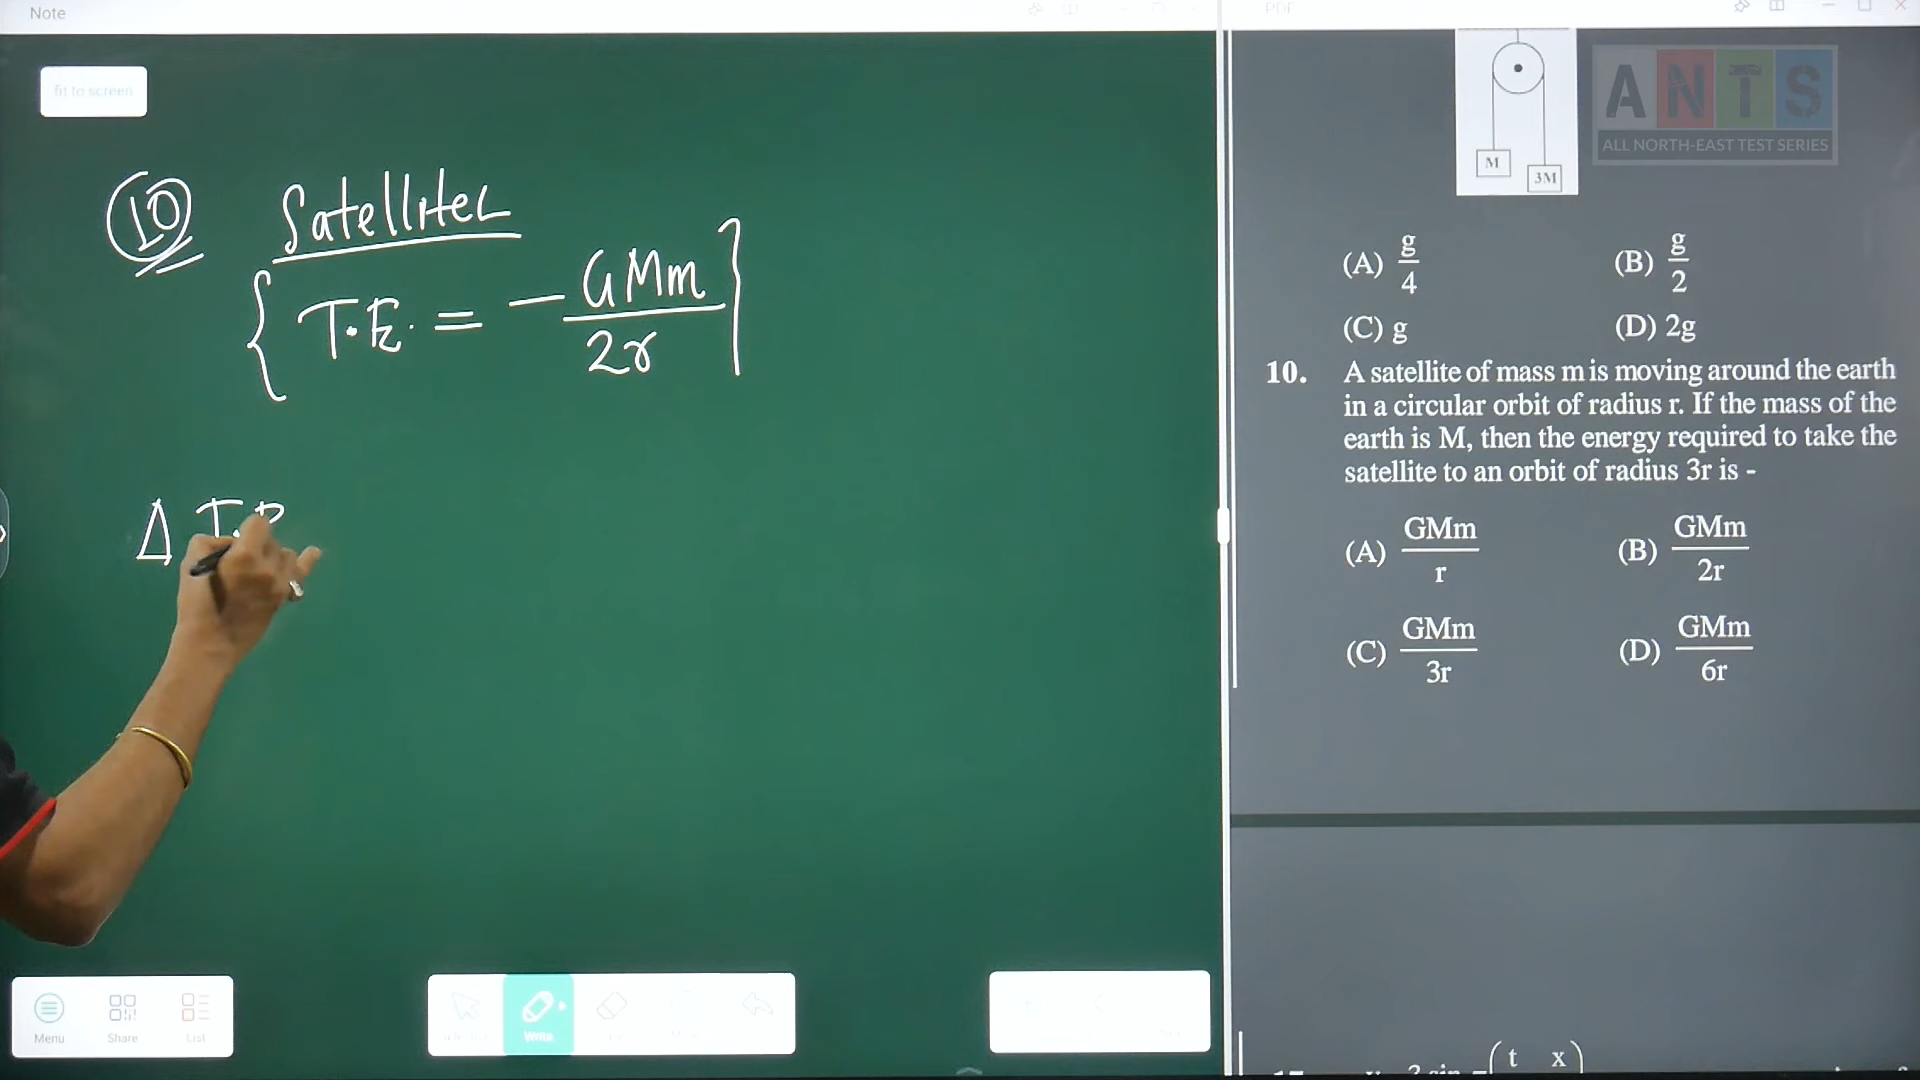 Note
PDF
fit to screen
10
Satellites
T.E. = - GMm / 2r
Δ T.
Menu
Share
List
Write
M
3M
ANTS
ALL NORTH-EAST TEST SERIES
(A) g/4
(B) g/2
(C) g
(D) 2g
10. A satellite of mass m is moving around the earth
in a circular orbit of radius r. If the mass of the
earth is M, then the energy required to take the
satellite to an orbit of radius 3r is -
(A) GMm/r
(B) GMm/2r
(C) GMm/3r
(D) GMm/6r
t x